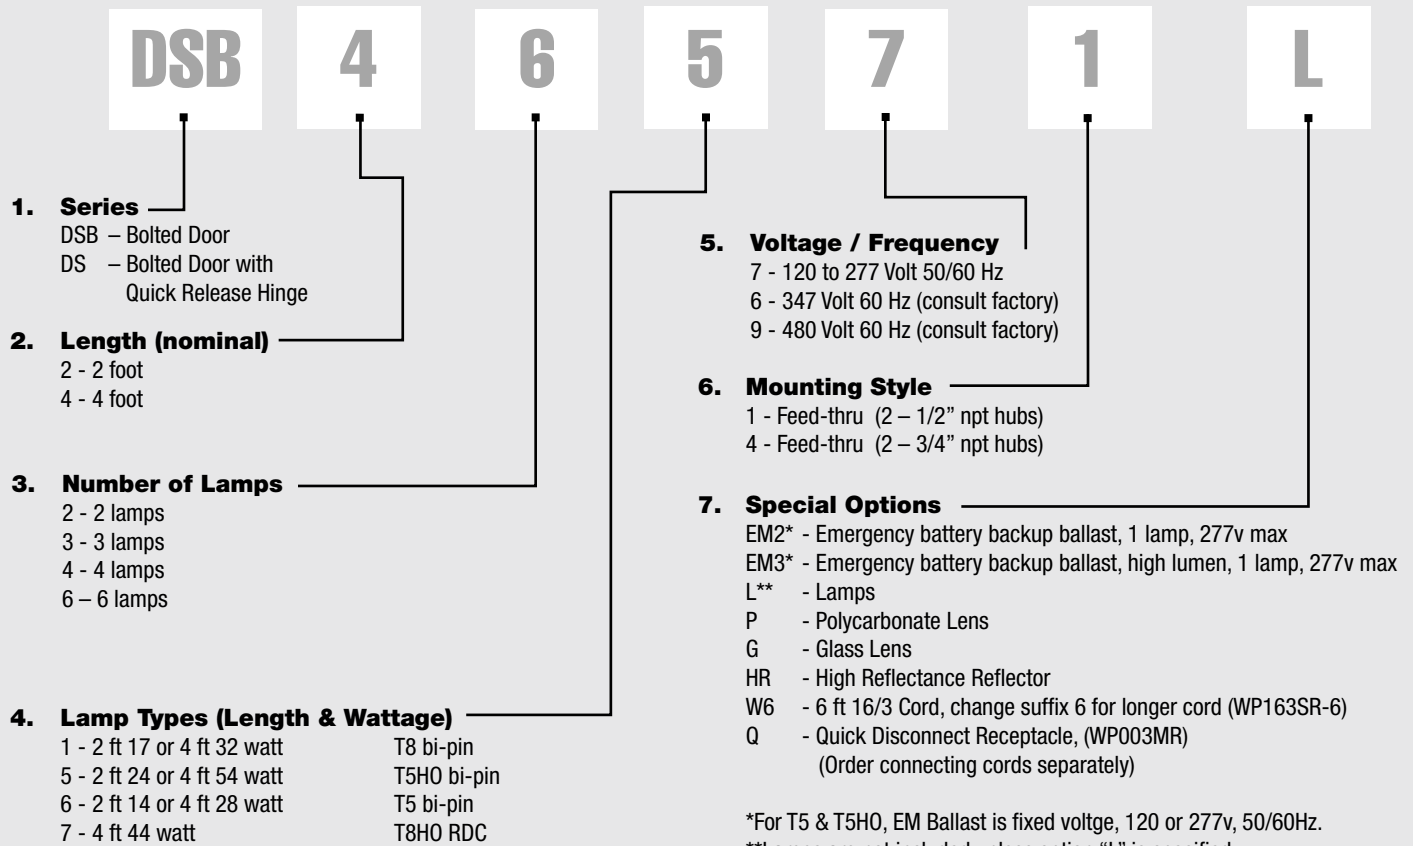 DSB 4 6 5 7 1 L
1. Series
DSB – Bolted Door
DS – Bolted Door with
Quick Release Hinge
2. Length (nominal)
2 - 2 foot
4 - 4 foot
3. Number of Lamps
2 - 2 lamps
3 - 3 lamps
4 - 4 lamps
6 – 6 lamps
4. Lamp Types (Length & Wattage)
1 - 2 ft 17 or 4 ft 32 watt T8 bi-pin
5 - 2 ft 24 or 4 ft 54 watt T5HO bi-pin
6 - 2 ft 14 or 4 ft 28 watt T5 bi-pin
7 - 4 ft 44 watt T8HO RDC
5. Voltage / Frequency
7 - 120 to 277 Volt 50/60 Hz
6 - 347 Volt 60 Hz (consult factory)
9 - 480 Volt 60 Hz (consult factory)
6. Mounting Style
1 - Feed-thru (2 – 1/2” npt hubs)
4 - Feed-thru (2 – 3/4” npt hubs)
7. Special Options
EM2* - Emergency battery backup ballast, 1 lamp, 277v max
EM3* - Emergency battery backup ballast, high lumen, 1 lamp, 277v max
L** - Lamps
P - Polycarbonate Lens
G - Glass Lens
HR - High Reflectance Reflector
W6 - 6 ft 16/3 Cord, change suffix 6 for longer cord (WP163SR-6)
Q - Quick Disconnect Receptacle, (WP003MR)
(Order connecting cords separately)
*For T5 & T5HO, EM Ballast is fixed voltge, 120 or 277v, 50/60Hz.